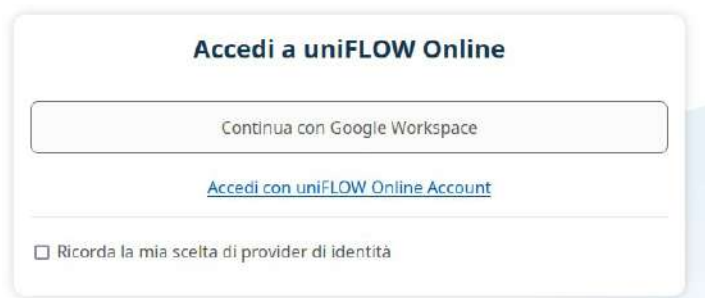 Accedi a uniFLOW Online
Continua con Google Workspace
Accedi con uniFLOW Online Account
Ricorda la mia scelta di provider di identità